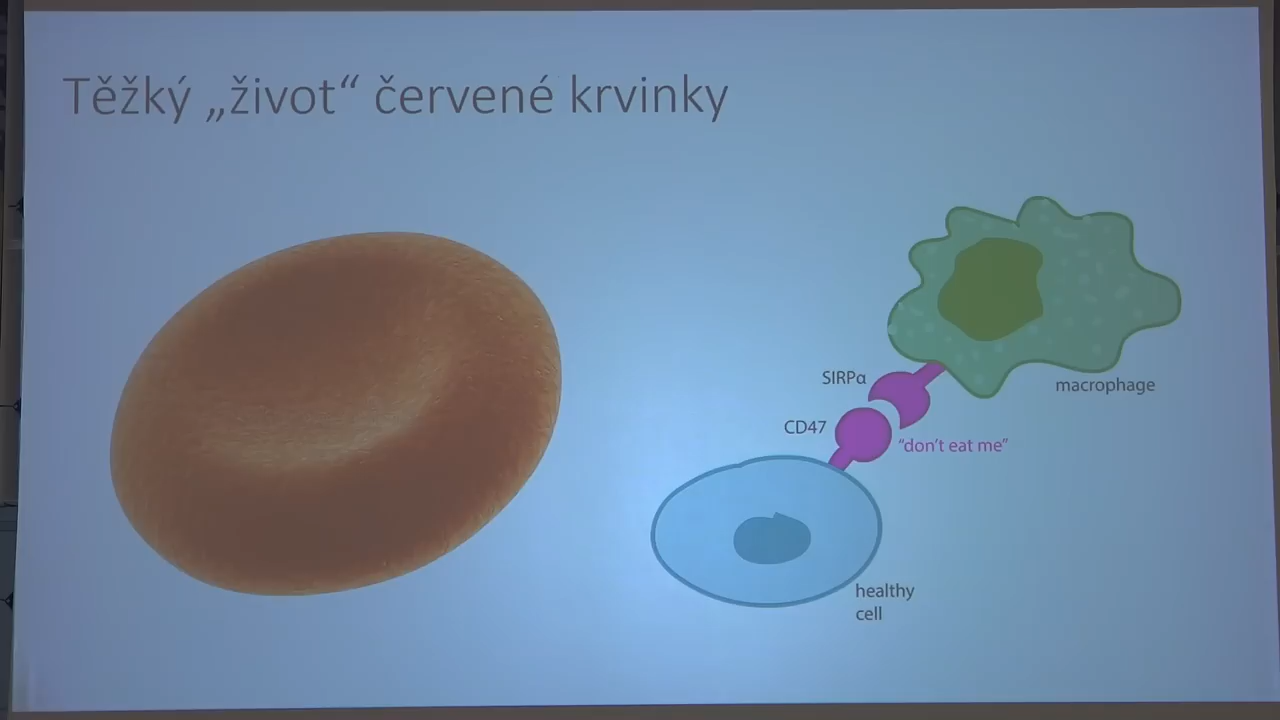 Těžký „život“ červené krvinky
SIRPα
macrophage
CD47
“don’t eat me”
healthy
cell